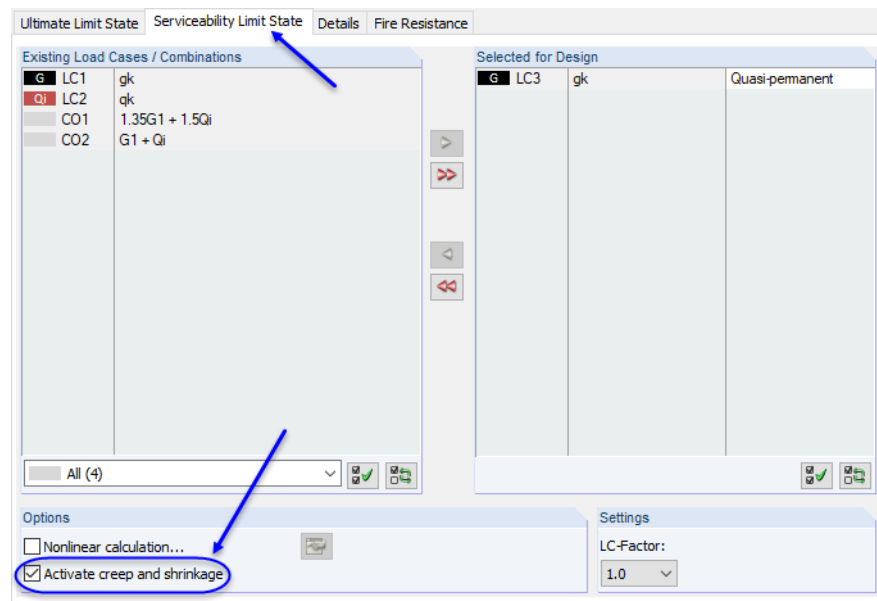 Ultimate Limit State Serviceability Limit State Details Fire Resistance
Existing Load Cases / Combinations
G LC1 gk
Qi LC2 qk
CO1 1.35G1 + 1.5Qi
CO2 G1 + Qi
All (4)
Selected for Design
G LC3 gk Quasi-permanent
Options
Nonlinear calculation...
Activate creep and shrinkage
Settings
LC-Factor:
1.0